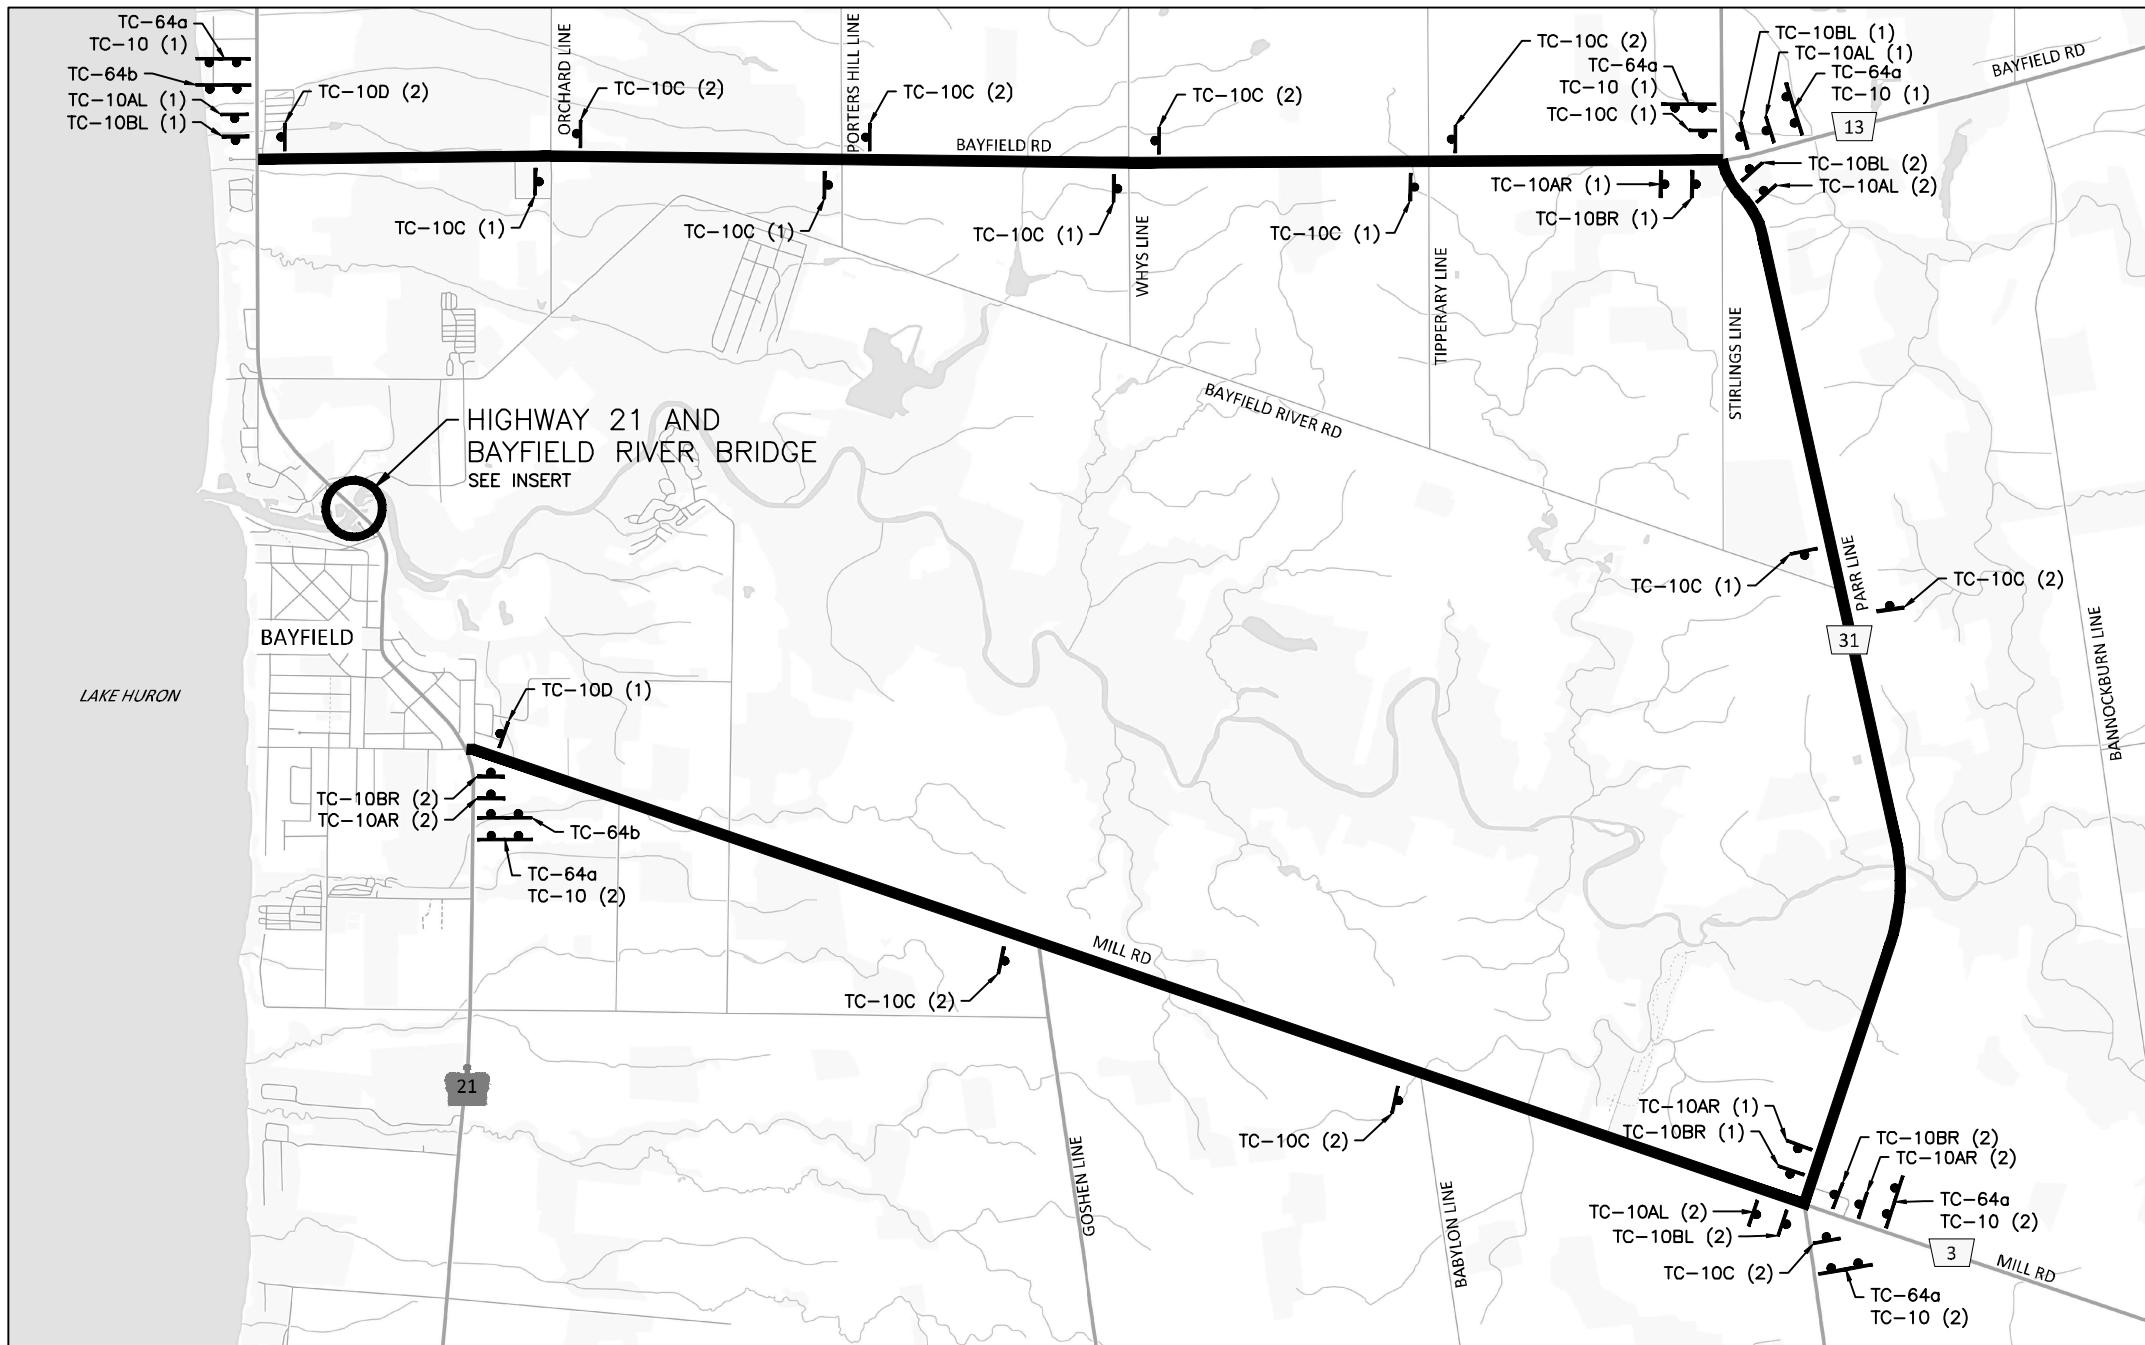 TC-64a
TC-10 (1)
TC-64b
TC-10AL (1)
TC-10BL (1)
TC-10D (2)
ORCHARD LINE
TC-10C (2)
PORTERS HILL LINE
TC-10C (2)
BAYFIELD RD
TC-10C (2)
TC-10C (2)
TC-64a
TC-10 (1)
TC-10C (1)
TC-10BL (1)
TC-10AL (1)
TC-64a
TC-10 (1)
BAYFIELD RD
13
TC-10BL (2)
TC-10AL (2)
TC-10AR (1)
TC-10BR (1)
TC-10C (1)
TC-10C (1)
TC-10C (1)
TC-10C (1)
WHYS LINE
TIPPERARY LINE
STIRLINGS LINE
BAYFIELD RIVER RD
HIGHWAY 21 AND
BAYFIELD RIVER BRIDGE
SEE INSERT
TC-10C (1)
PARR LINE
TC-10C (2)
31
BANNOCKBURN LINE
BAYFIELD
LAKE HURON
TC-10D (1)
TC-10BR (2)
TC-10AR (2)
TC-64b
TC-64a
TC-10 (2)
MILL RD
TC-10C (2)
21
GOSHEN LINE
TC-10C (2)
BABYLON LINE
TC-10AR (1)
TC-10BR (1)
TC-10BR (2)
TC-10AR (2)
TC-64a
TC-10 (2)
TC-10AL (2)
TC-10BL (2)
TC-10C (2)
3
MILL RD
TC-64a
TC-10 (2)